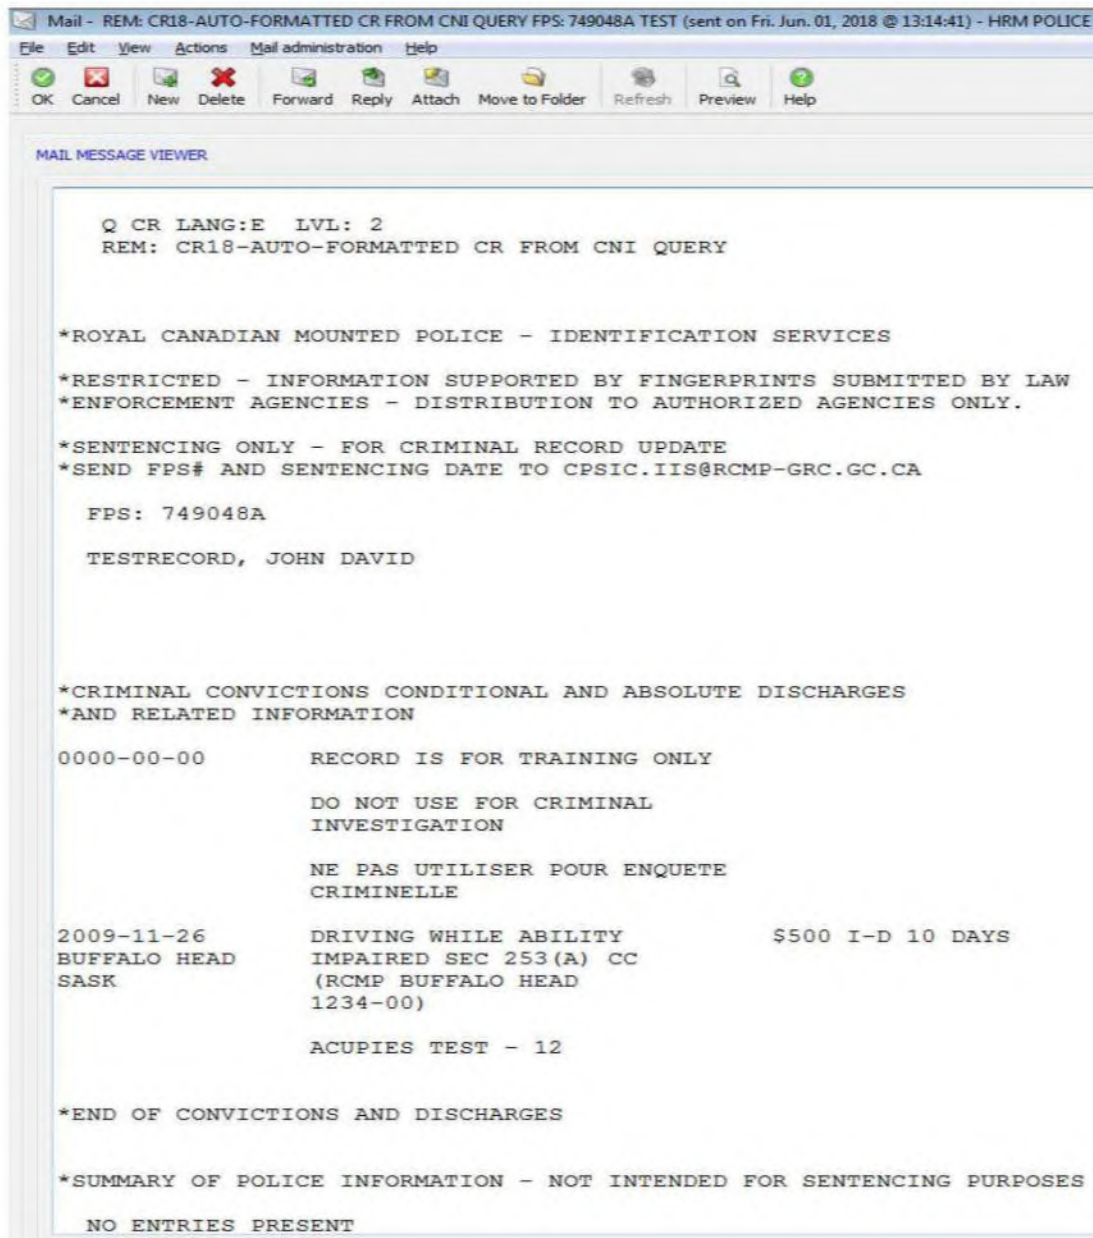 Mail - REM: CR18-AUTO-FORMATTED CR FROM CNI QUERY FPS: 749048A TEST (sent on Fri. Jun. 01, 2018 @ 13:14:41) - HRM POLICE
File Edit View Actions Mail administration Help
OK Cancel New Delete Forward Reply Attach Move to Folder Refresh Preview Help
MAIL MESSAGE VIEWER
Q CR LANG:E LVL: 2
REM: CR18-AUTO-FORMATTED CR FROM CNI QUERY
*ROYAL CANADIAN MOUNTED POLICE - IDENTIFICATION SERVICES
*RESTRICTED - INFORMATION SUPPORTED BY FINGERPRINTS SUBMITTED BY LAW
*ENFORCEMENT AGENCIES - DISTRIBUTION TO AUTHORIZED AGENCIES ONLY.
*SENTENCING ONLY - FOR CRIMINAL RECORD UPDATE
*SEND FPS# AND SENTENCING DATE TO CPSIC.IIS@RCMP-GRC.GC.CA
FPS: 749048A
TESTRECORD, JOHN DAVID
*CRIMINAL CONVICTIONS CONDITIONAL AND ABSOLUTE DISCHARGES
*AND RELATED INFORMATION
0000-00-00 RECORD IS FOR TRAINING ONLY
DO NOT USE FOR CRIMINAL
INVESTIGATION
NE PAS UTILISER POUR ENQUETE
CRIMINELLE
2009-11-26 DRIVING WHILE ABILITY $500 I-D 10 DAYS
BUFFALO HEAD IMPAIRED SEC 253(A) CC
SASK (RCMP BUFFALO HEAD
1234-00)
ACUPIES TEST - 12
*END OF CONVICTIONS AND DISCHARGES
*SUMMARY OF POLICE INFORMATION - NOT INTENDED FOR SENTENCING PURPOSES
NO ENTRIES PRESENT